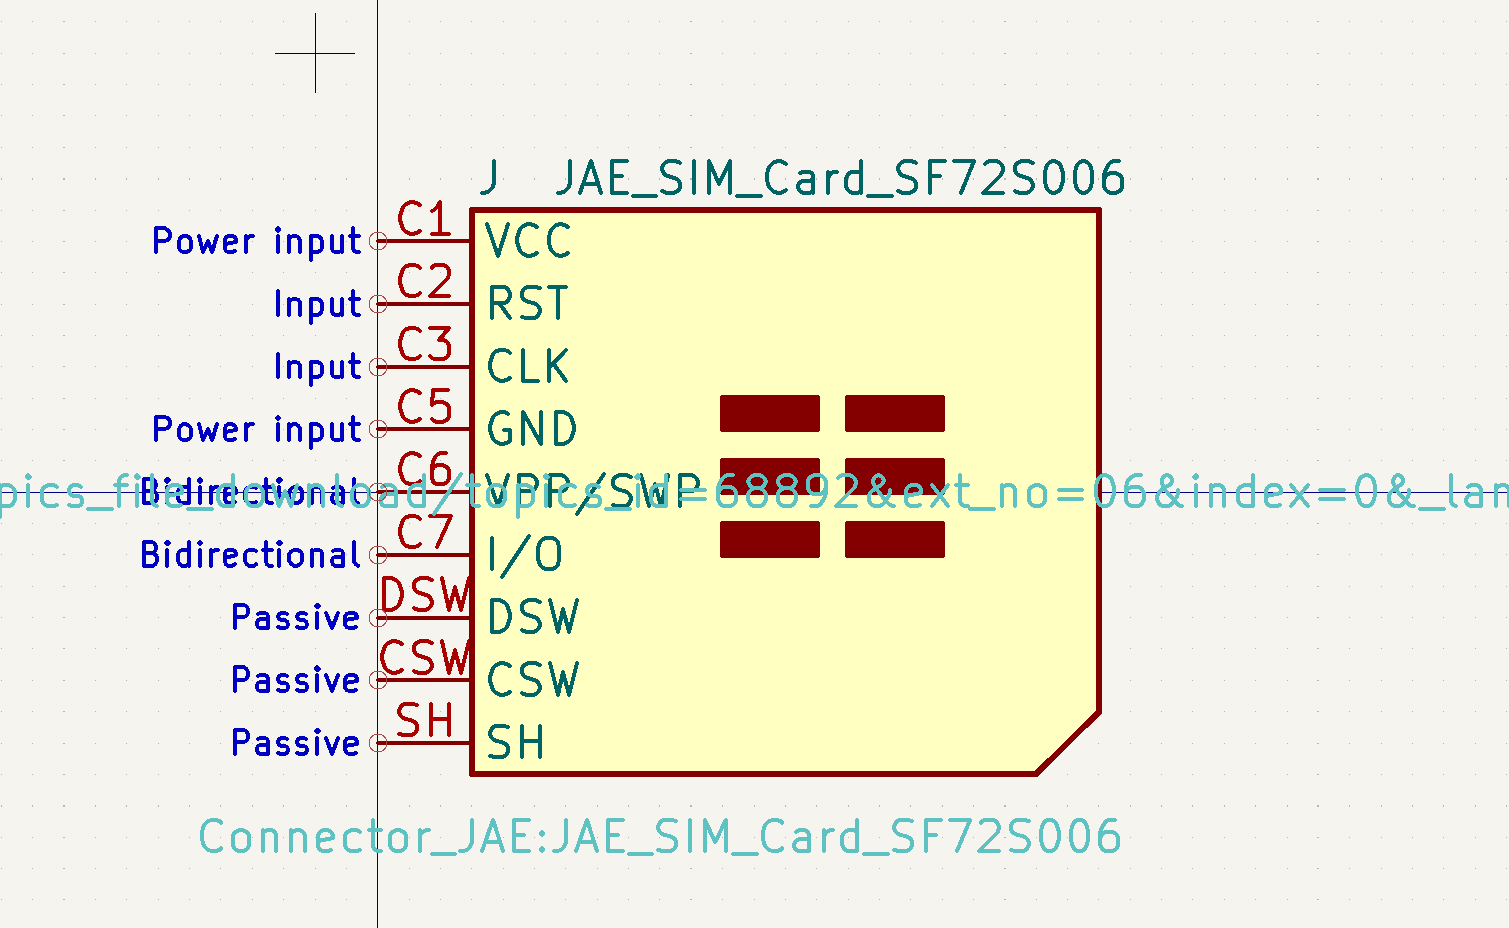 J JAE_SIM_Card_SF72S006
C1
Power input VCC
C2
Input RST
C3
Input CLK
C5
Power input GND
C6
Bidirectional VPP/SWP
pics_file_download/topics_id=68892&ext_no=06&index=0&_lan
C7
Bidirectional I/O
DSW
Passive DSW
CSW
Passive CSW
SH
Passive SH
Connector_JAE:JAE_SIM_Card_SF72S006